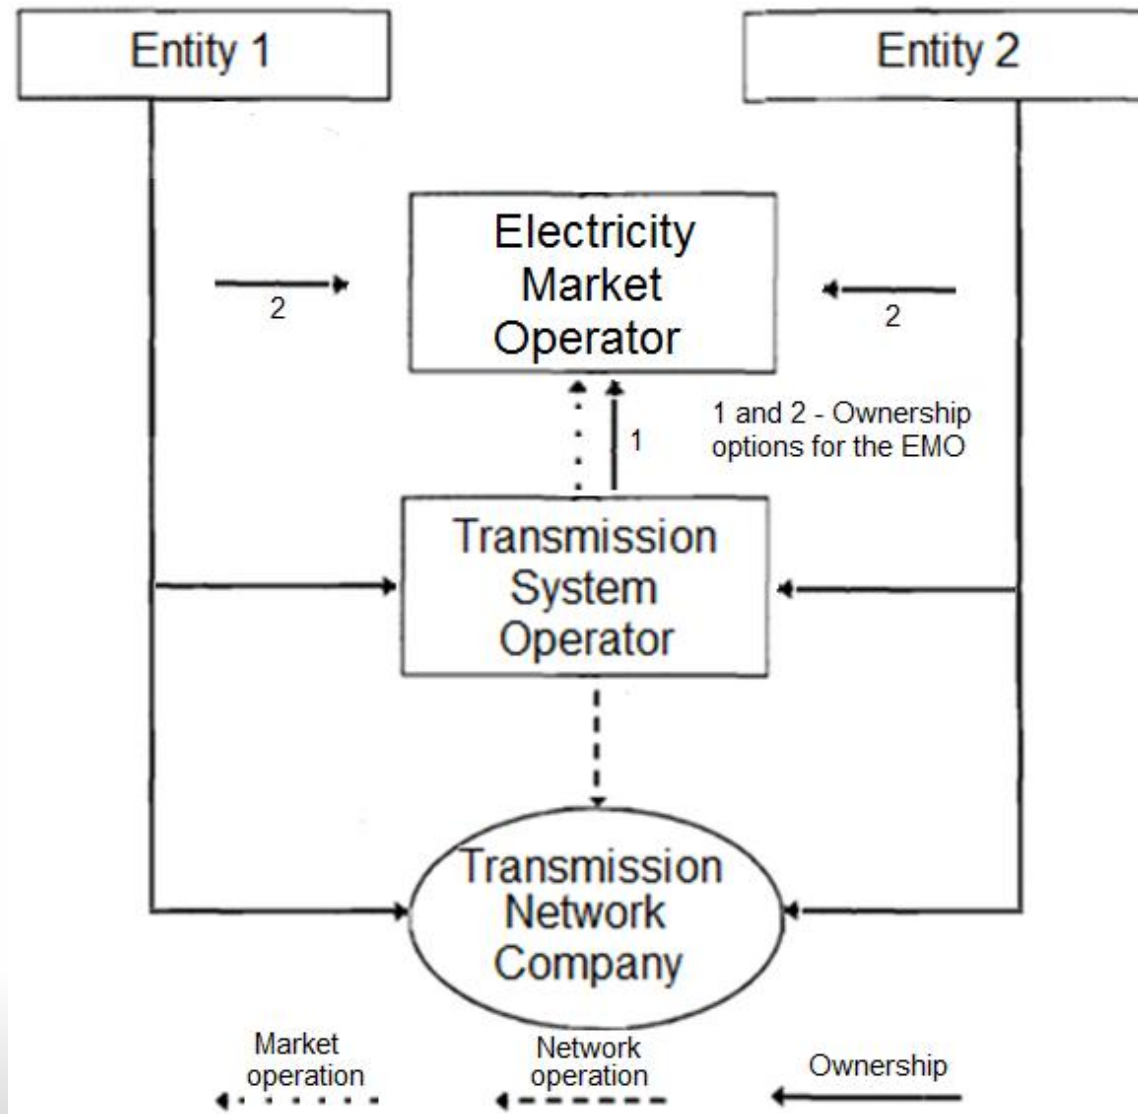 Entity 1
Entity 2
Electricity
Market
Operator
2
2
1
1 and 2 - Ownership
options for the EMO
Transmission
System
Operator
Transmission
Network
Company
Market
operation
Network
operation
Ownership